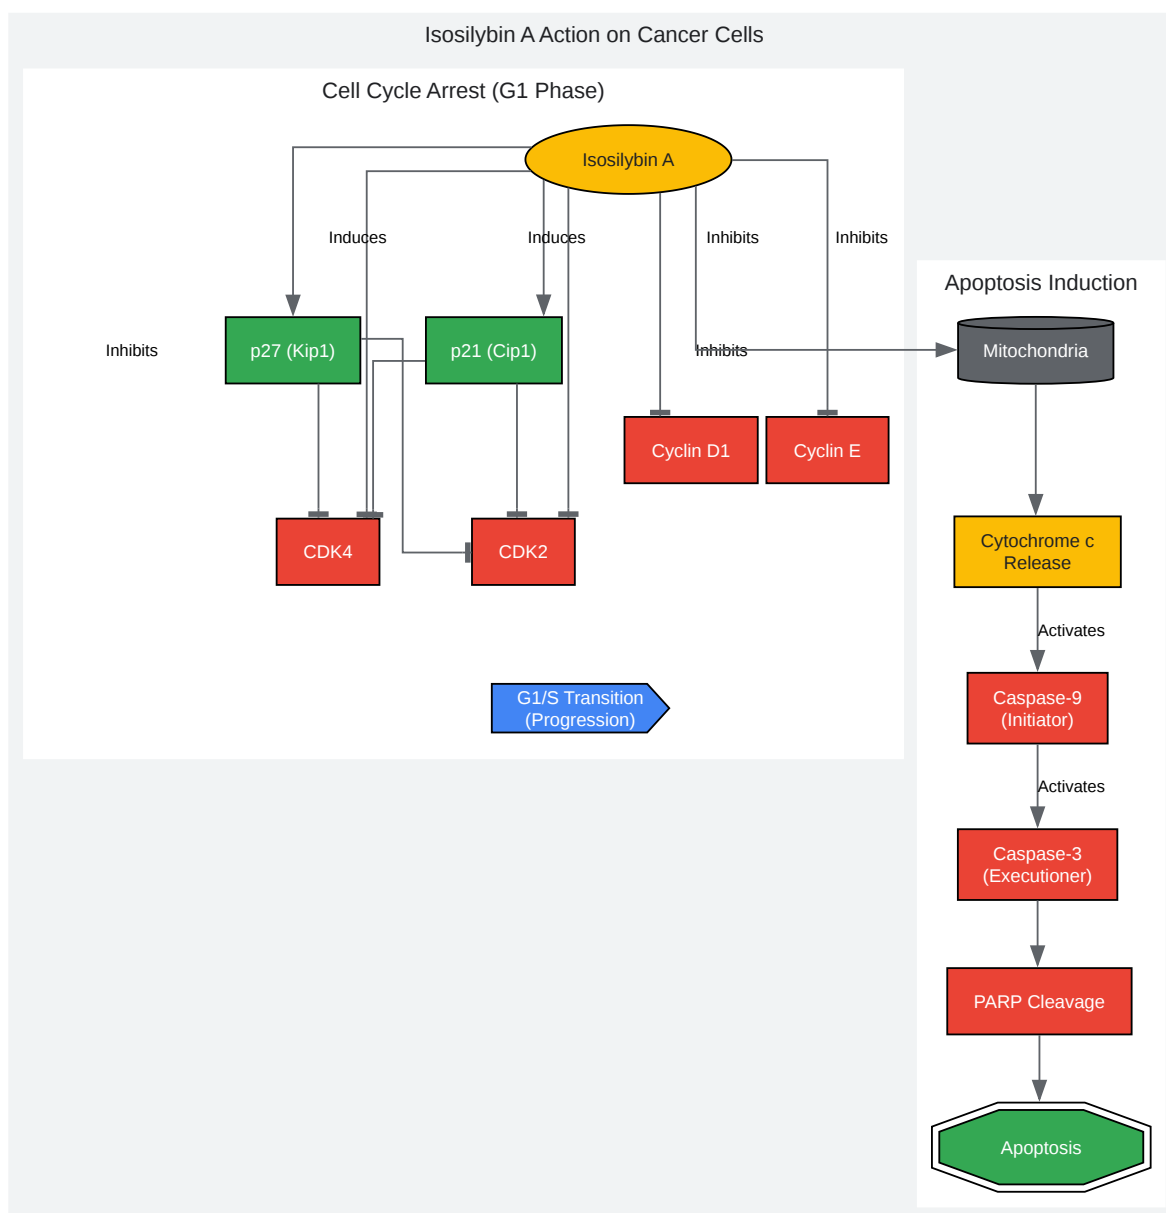 Isosilybin A Action on Cancer Cells
Cell Cycle Arrest (G1 Phase)
Isosilybin A
Induces
Induces
Inhibits
Inhibits
Apoptosis Induction
Inhibits
p27 (Kip1)
p21 (Cip1)
Inhibits
Mitochondria
Cyclin D1
Cyclin E
CDK4
CDK2
Cytochrome c
Release
Activates
G1/S Transition
(Progression)
Caspase-9
(Initiator)
Activates
Caspase-3
(Executioner)
PARP Cleavage
Apoptosis